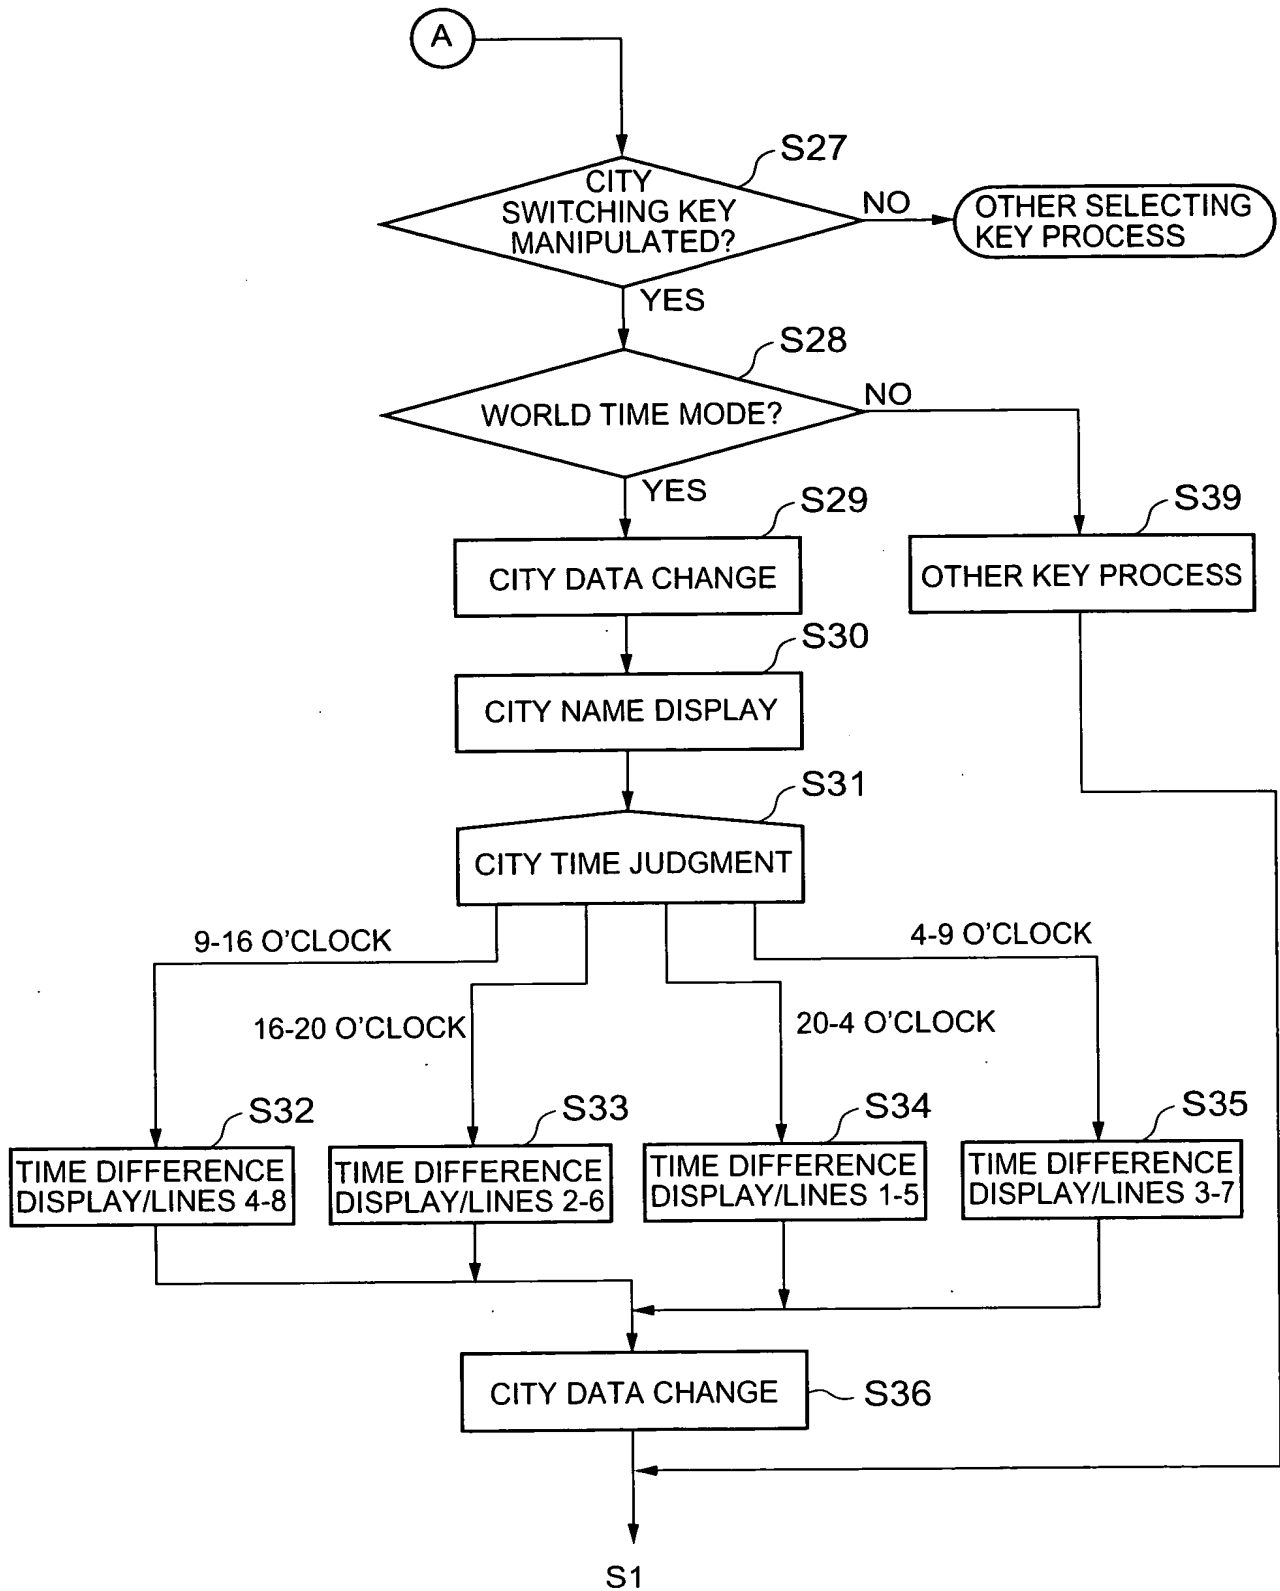 A
S27
CITY
SWITCHING KEY
MANIPULATED?
NO
OTHER SELECTING
KEY PROCESS
YES
S28
WORLD TIME MODE?
NO
YES
S29
CITY DATA CHANGE
S39
OTHER KEY PROCESS
S30
CITY NAME DISPLAY
S31
CITY TIME JUDGMENT
9-16 O'CLOCK
4-9 O'CLOCK
16-20 O'CLOCK
20-4 O'CLOCK
S32
TIME DIFFERENCE
DISPLAY/LINES 4-8
S33
TIME DIFFERENCE
DISPLAY/LINES 2-6
S34
TIME DIFFERENCE
DISPLAY/LINES 1-5
S35
TIME DIFFERENCE
DISPLAY/LINES 3-7
CITY DATA CHANGE
S36
S1